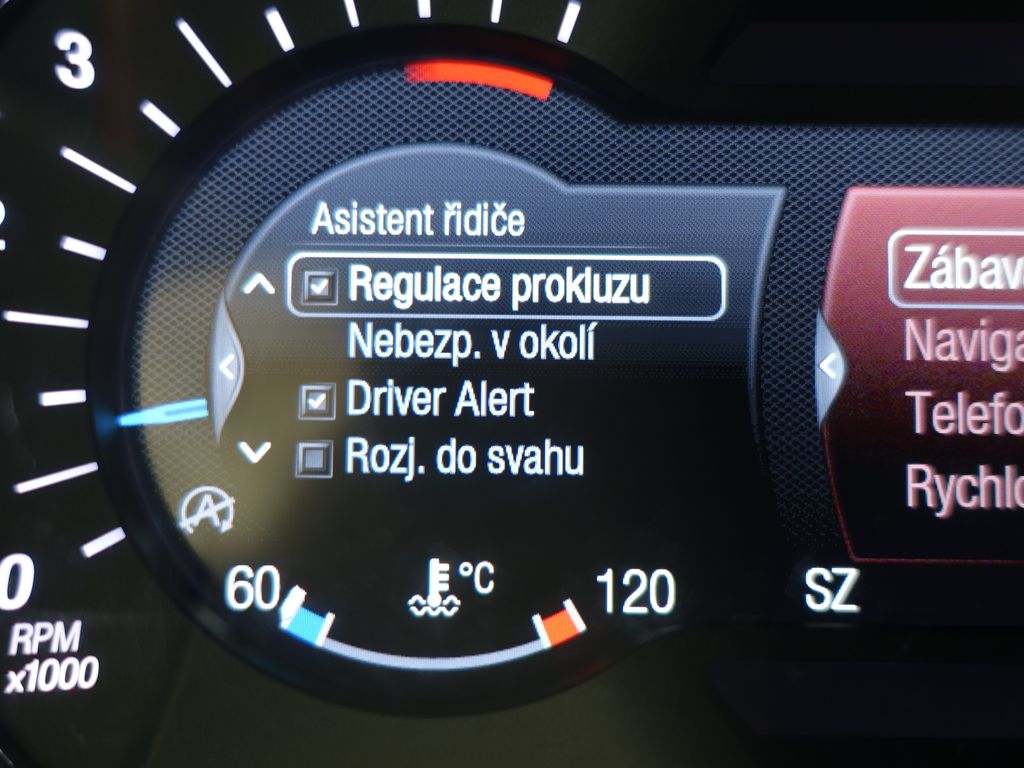 3
Asistent řidiče
Regulace prokluzu
Nebezp. v okolí
Driver Alert
Rozj. do svahu
A
60
°C
120
SZ
0
RPM
x1000